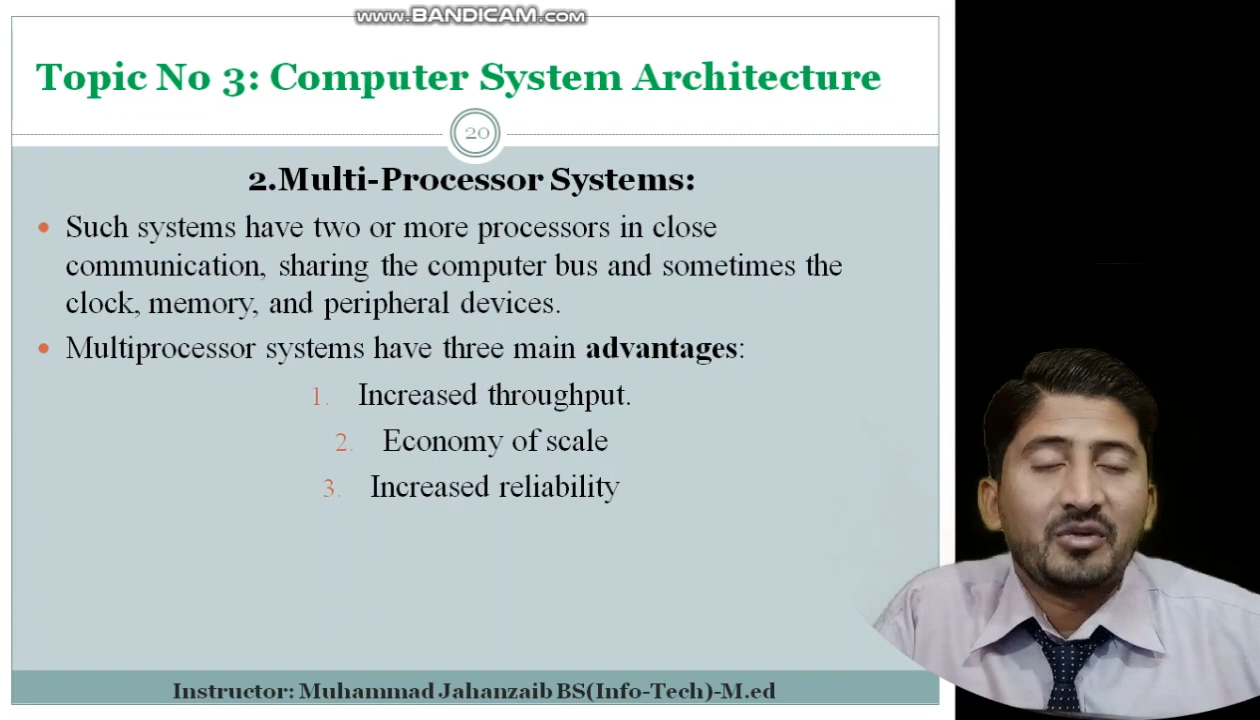 www.BANDICAM.com
Topic No 3: Computer System Architecture
20
2.Multi-Processor Systems:
• Such systems have two or more processors in close
communication, sharing the computer bus and sometimes the
clock, memory, and peripheral devices.
• Multiprocessor systems have three main advantages:
1. Increased throughput.
2. Economy of scale
3. Increased reliability
Instructor: Muhammad Jahanzaib BS(Info-Tech)-M.ed